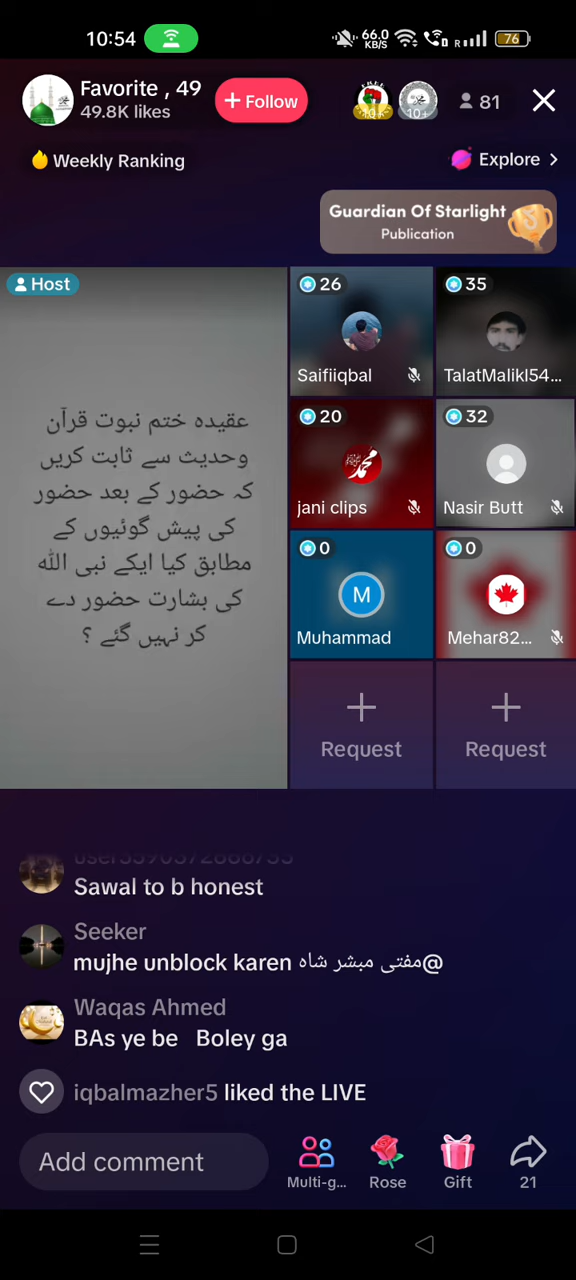 10:54
66.0
KB/S
R
76
Favorite , 49
49.8K likes
+ Follow
10+
10+
81
Weekly Ranking
Explore >
Guardian Of Starlight
Publication
Host
عقیدہ ختم نبوت قرآن
وحدیث سے ثابت کریں
کہ حضور کے بعد حضور
کی پیش گوئیوں کے
مطابق کیا ایکے نبی اللّٰہ
کی بشارت حضور دے
کر نہیں گئے ؟
26
Saifiiqbal
35
TalatMalikl54...
20
محمد
jani clips
32
Nasir Butt
0
M
Muhammad
0
Mehar82...
Request
Request
Sawal to b honest
Seeker
mujhe unblock karen @مفتی مبشر شاہ
Waqas Ahmed
BAs ye be Boley ga
iqbalmazher5 liked the LIVE
Add comment
Multi-g...
Rose
Gift
21